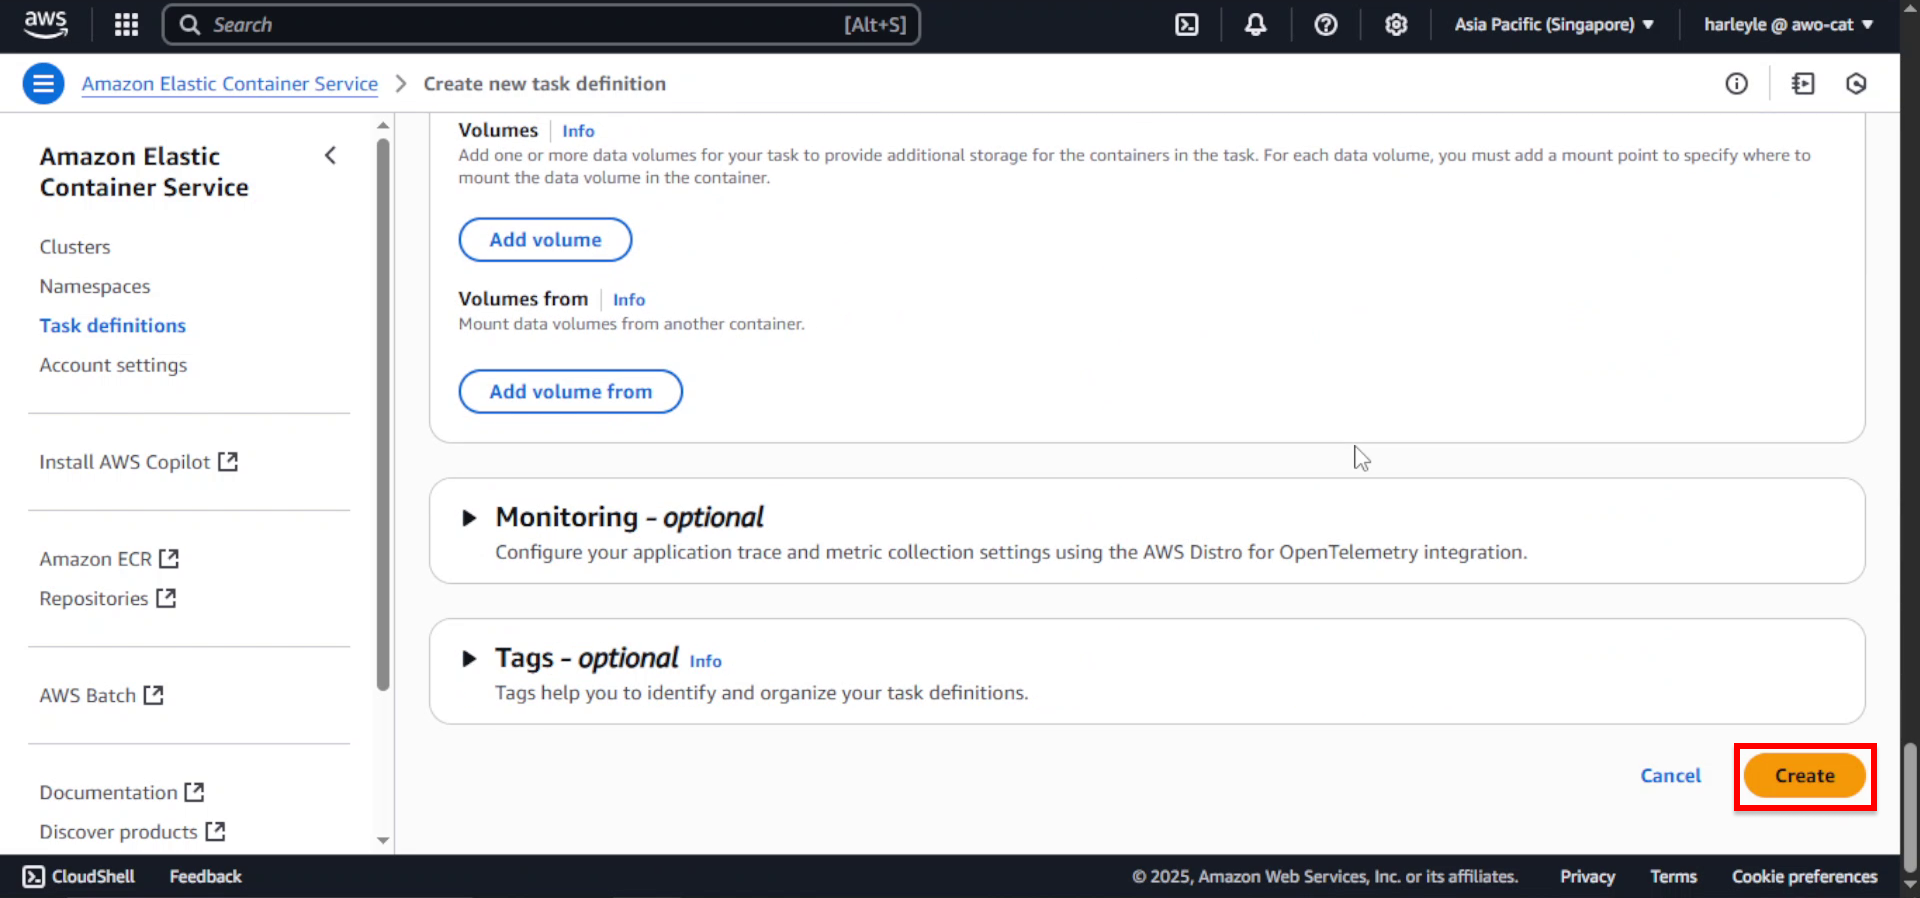 aws
Search
[Alt+S]
Asia Pacific (Singapore)
harleyle @ awo-cat
Amazon Elastic Container Service
Create new task definition
Amazon Elastic
Container Service
Clusters
Namespaces
Task definitions
Account settings
Install AWS Copilot
Amazon ECR
Repositories
AWS Batch
Documentation
Discover products
Volumes Info
Add one or more data volumes for your task to provide additional storage for the containers in the task. For each data volume, you must add a mount point to specify where to
mount the data volume in the container.
Add volume
Volumes from Info
Mount data volumes from another container.
Add volume from
Monitoring - optional
Configure your application trace and metric collection settings using the AWS Distro for OpenTelemetry integration.
Tags - optional Info
Tags help you to identify and organize your task definitions.
Cancel
Create
CloudShell
Feedback
© 2025, Amazon Web Services, Inc. or its affiliates.
Privacy
Terms
Cookie preferences